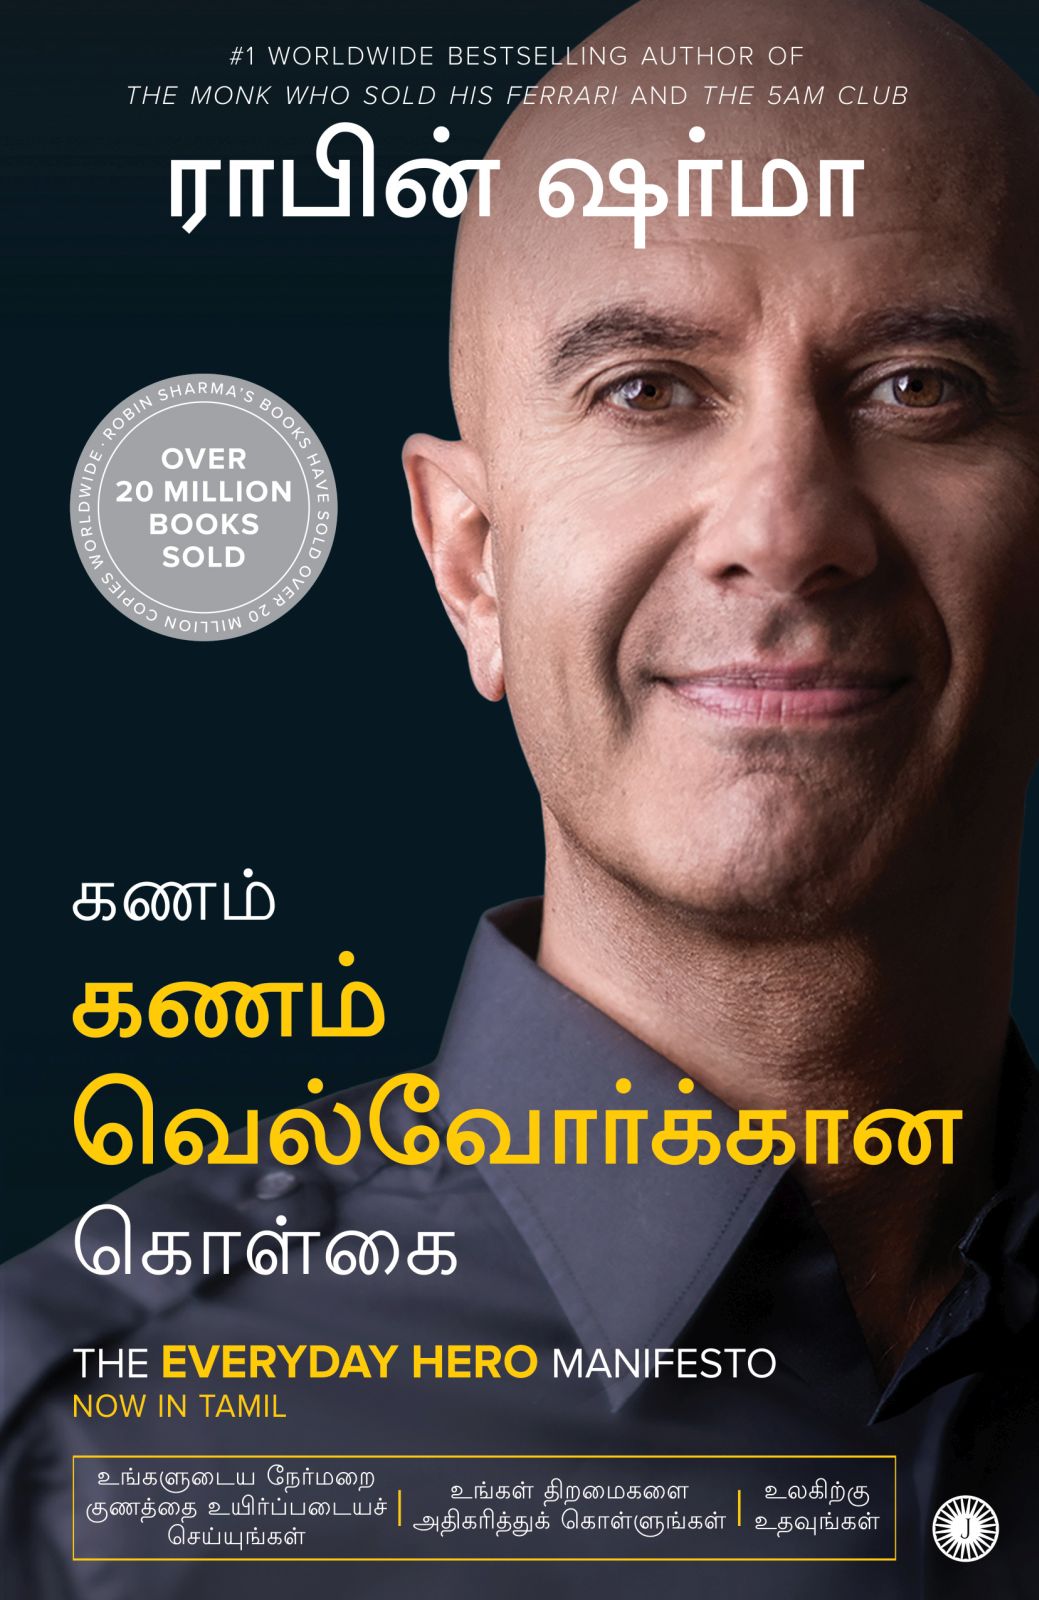 #1 WORLDWIDE BESTSELLING AUTHOR OF
THE MONK WHO SOLD HIS FERRARI AND THE 5AM CLUB
ராபின் ஷர்மா
ROBIN SHARMA'S BOOKS HAVE SOLD OVER 20 MILLION COPIES WORLDWIDE ·
OVER
20 MILLION
BOOKS
SOLD
கணம்
கணம்
வெல்வோர்க்கான
கொள்கை
THE EVERYDAY HERO MANIFESTO
NOW IN TAMIL
உங்களுடைய நேர்மறை
குணத்தை உயிர்ப்படையச்
செய்யுங்கள்
உங்கள் திறமைகளை
அதிகரித்துக் கொள்ளுங்கள்
உலகிற்கு
உதவுங்கள்
J